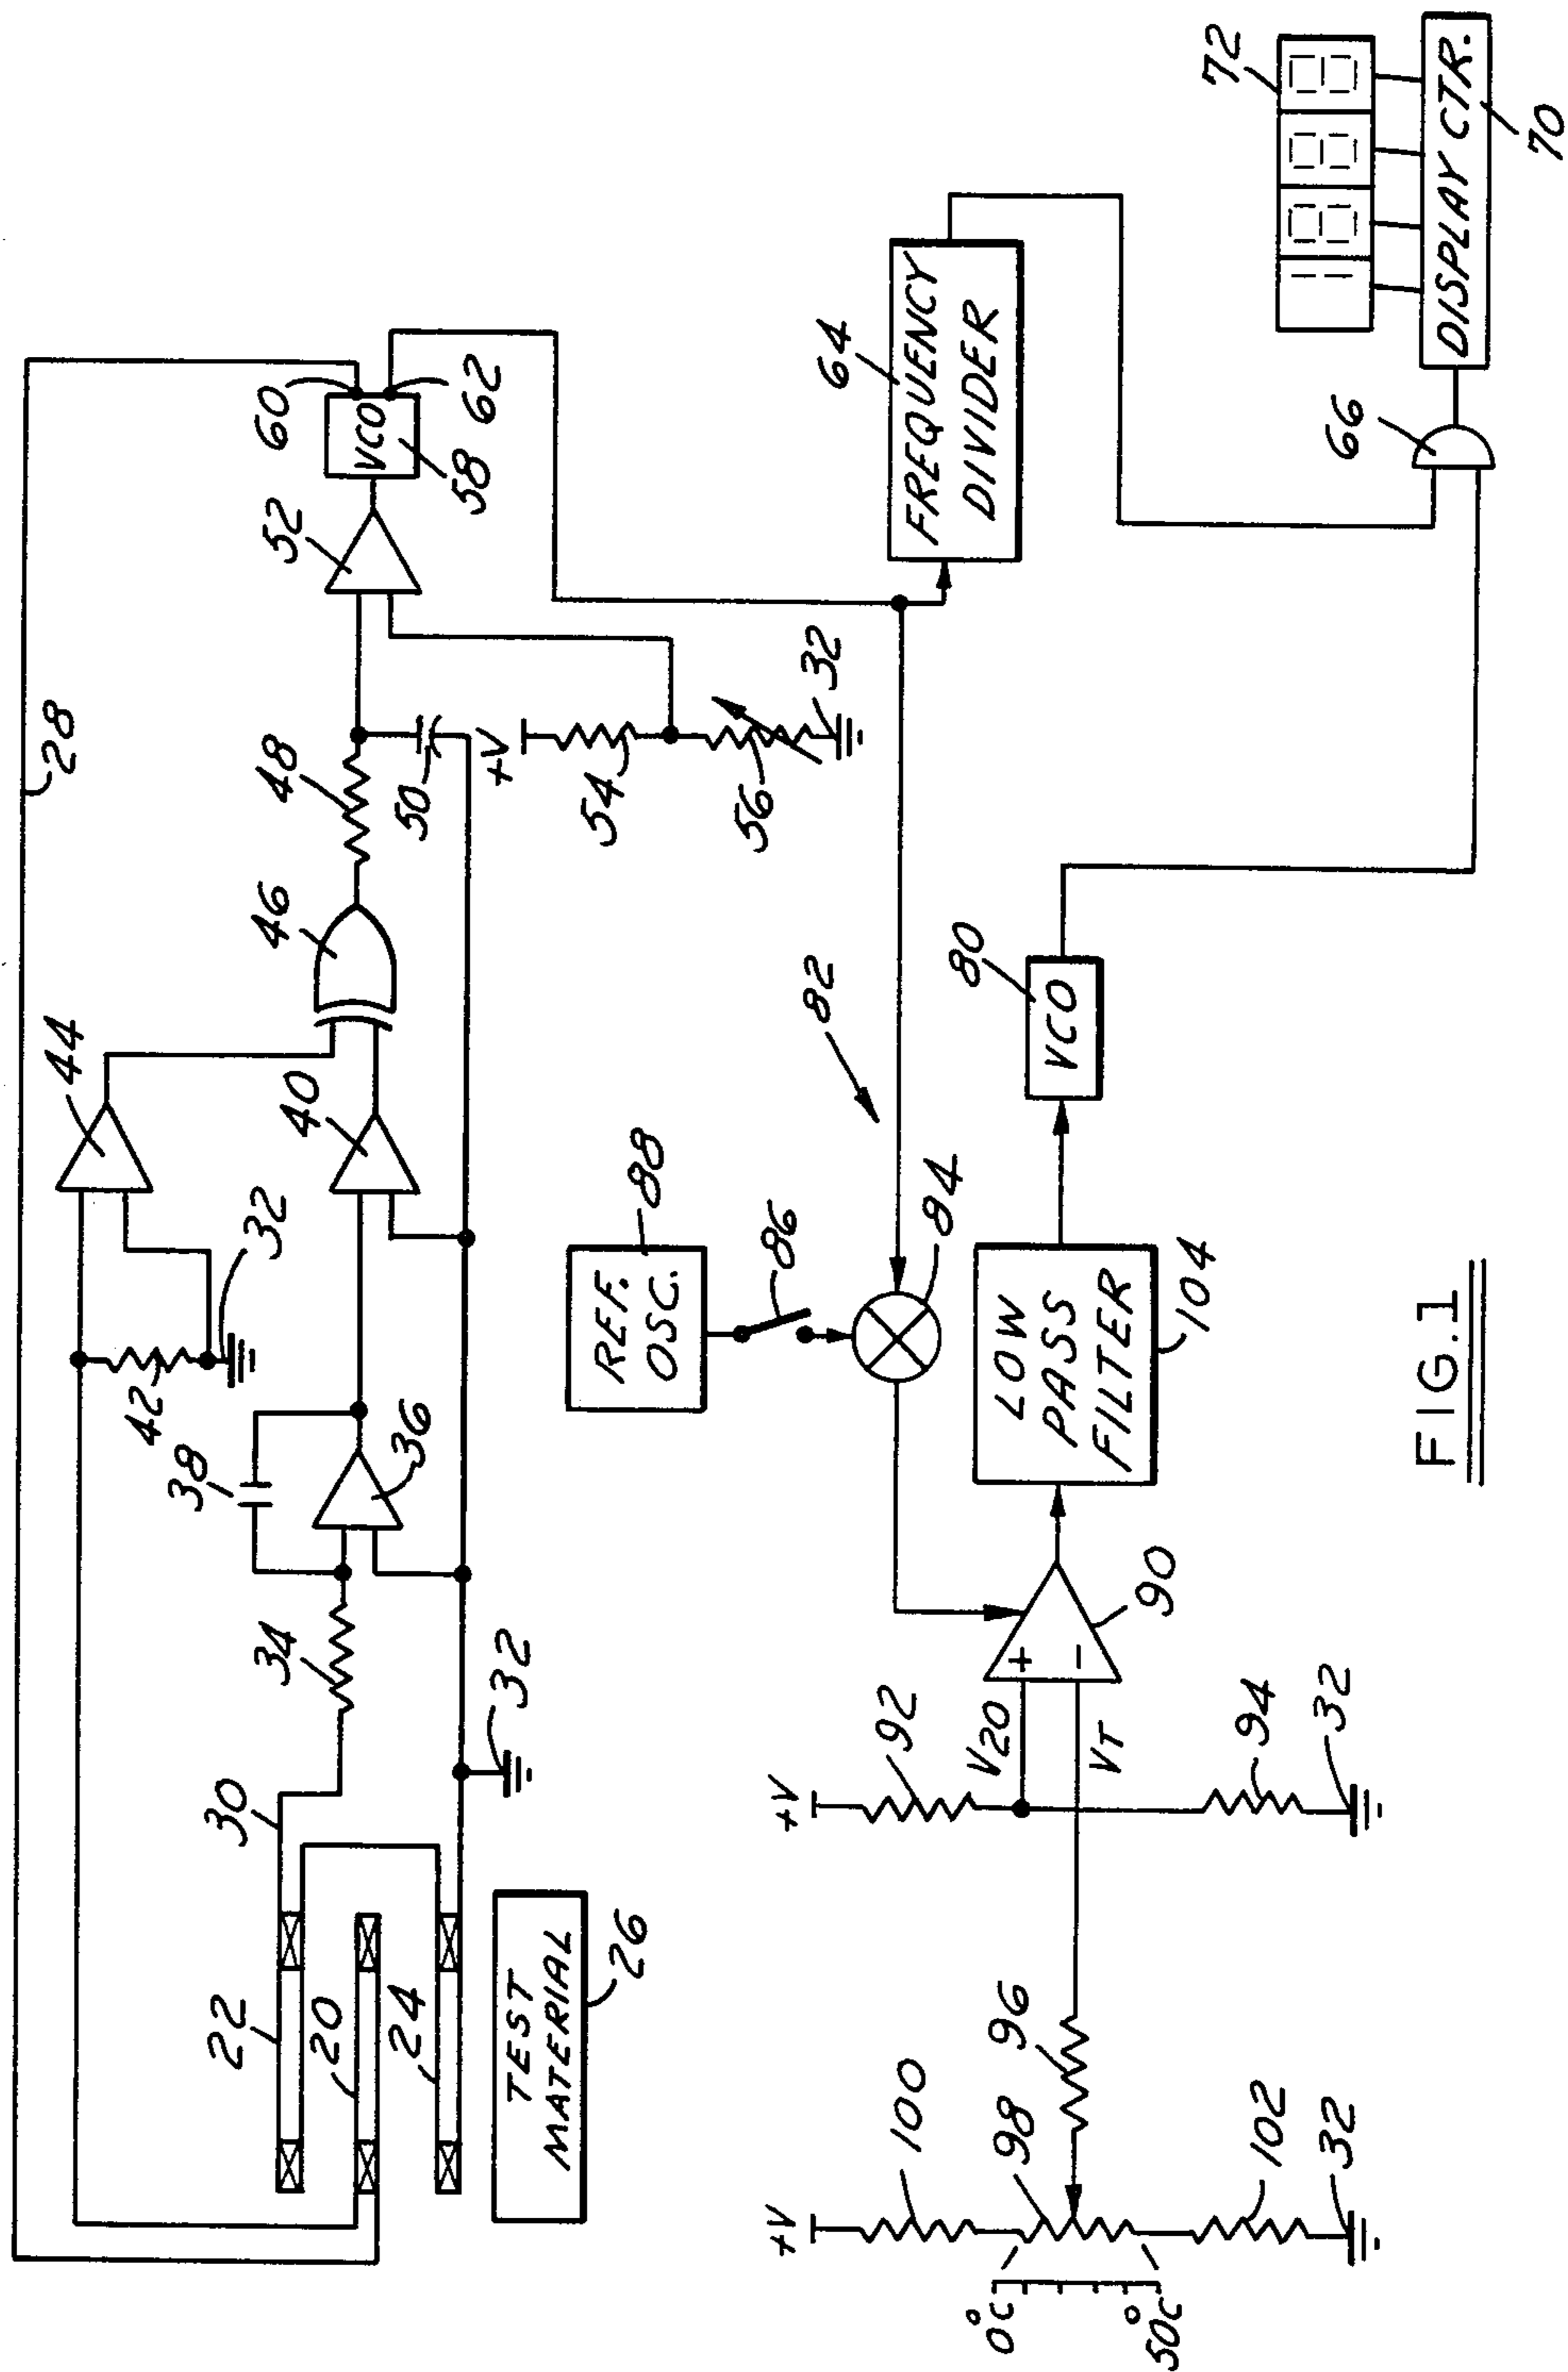 28
44
32
42
38
36
34
30
22
20
24
TEST
MATERIAL
26
32
40
46
48
50
+V
54
56
32
52
58
VCO
60
62
REF.
OSC.
88
86
84
82
64
FREQUENCY
DIVIDER
72
DISPLAY CTR.
70
66
80
VCO
LOW
PASS
FILTER
104
90
+
−
V20
VT
+V
92
94
32
96
98
+V
100
102
32
0°C
50°C
FIG.1